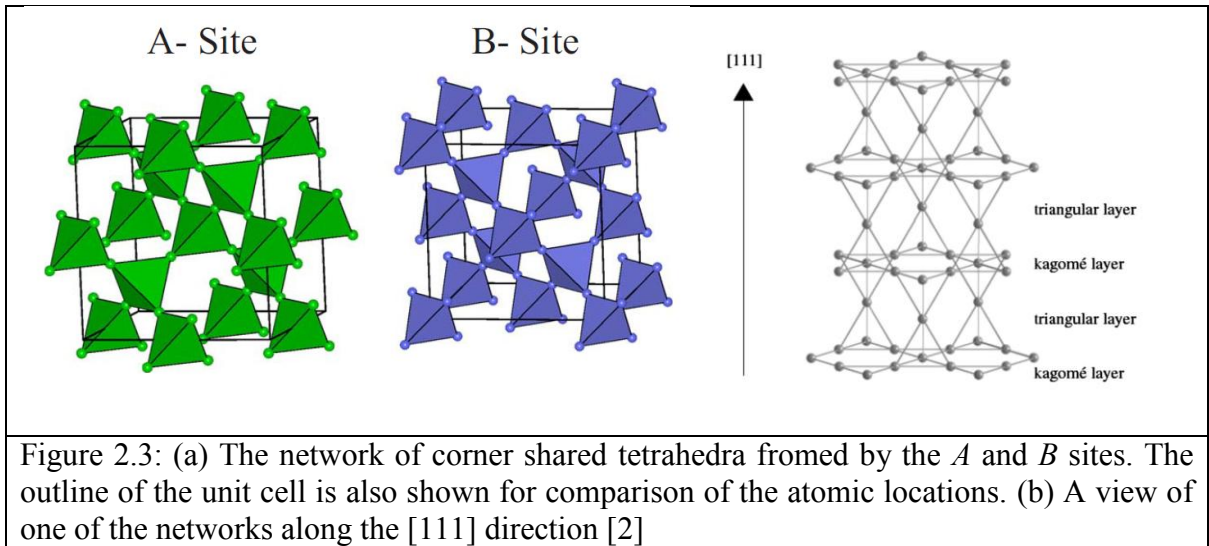 A- Site
B- Site
[111]
triangular layer
kagomé layer
triangular layer
kagomé layer
Figure 2.3: (a) The network of corner shared tetrahedra fromed by the A and B sites. The
outline of the unit cell is also shown for comparison of the atomic locations. (b) A view of
one of the networks along the [111] direction [2]